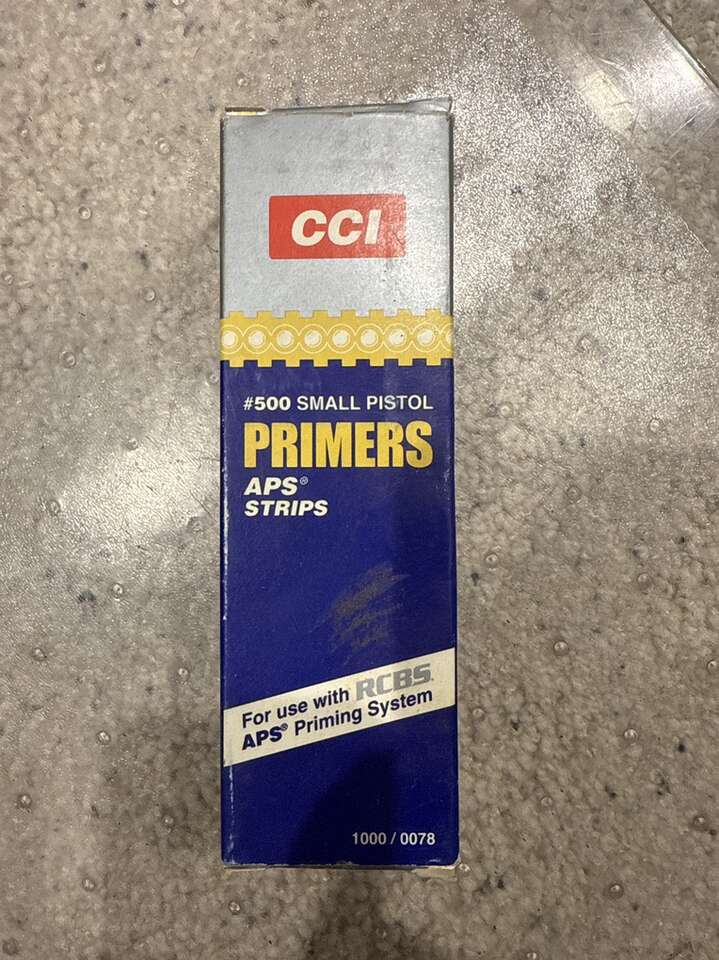 CCI
#500 SMALL PISTOL
PRIMERS
APS®
STRIPS
For use with RCBS.
APS® Priming System
1000 / 0078